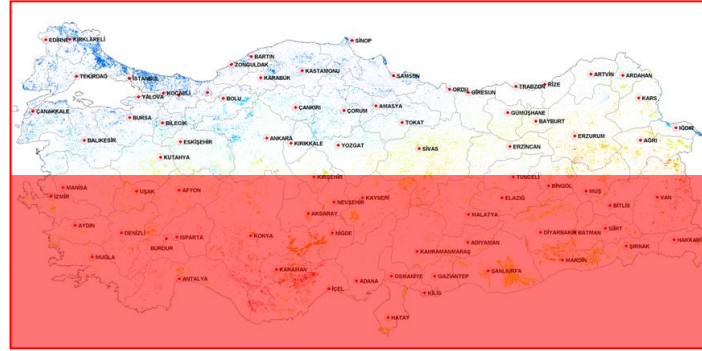 SİNOP
EDİRNE KIRKLARELİ
BARTIN
ZONGULDAK
KASTAMONU
TEKİRDAĞ
İSTANBUL
KARABÜK
SAMSUN
ARTVİN
ARDAHAN
KOCAELİ
YALOVA
BOLU
ORDU
GİRESUN
TRABZON
RİZE
KARS
ÇANAKKALE
BURSA
BİLECİK
ÇANKIRI
ÇORUM
AMASYA
TOKAT
GÜMÜŞHANE
BAYBURT
IĞDIR
BALIKESİR
ESKİŞEHİR
ANKARA
KIRIKKALE
YOZGAT
SİVAS
ERZİNCAN
ERZURUM
AĞRI
KÜTAHYA
KIRŞEHİR
TUNCELİ
BİNGÖL
MANİSA
UŞAK
AFYON
MUŞ
İZMİR
NEVŞEHİR
KAYSERİ
ELAZIĞ
BİTLİS
VAN
AKSARAY
MALATYA
AYDIN
DENİZLİ
ISPARTA
KONYA
NİĞDE
DİYARBAKIR
BATMAN
SİİRT
BURDUR
KAHRAMANMARAŞ
ADIYAMAN
ŞIRNAK
HAKKARİ
MUĞLA
MARDİN
KARAMAN
ŞANLIURFA
ANTALYA
ADANA
OSMANİYE
GAZİANTEP
İÇEL
KİLİS
HATAY